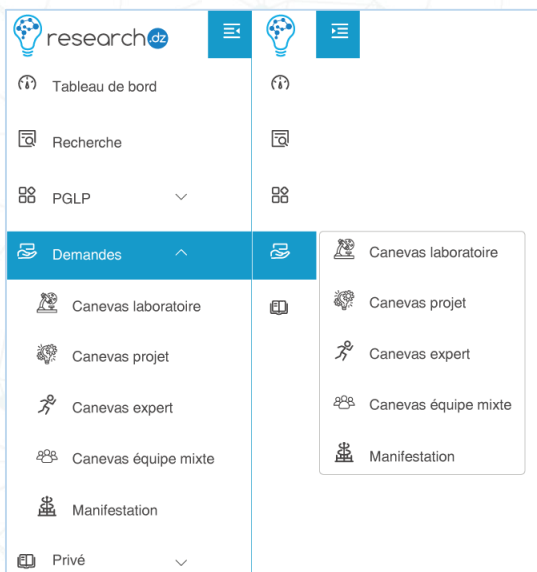 research.dz
Tableau de bord
Recherche
PGLP
Demandes
Canevas laboratoire
Canevas projet
Canevas expert
Canevas équipe mixte
Manifestation
Privé
Canevas laboratoire
Canevas projet
Canevas expert
Canevas équipe mixte
Manifestation